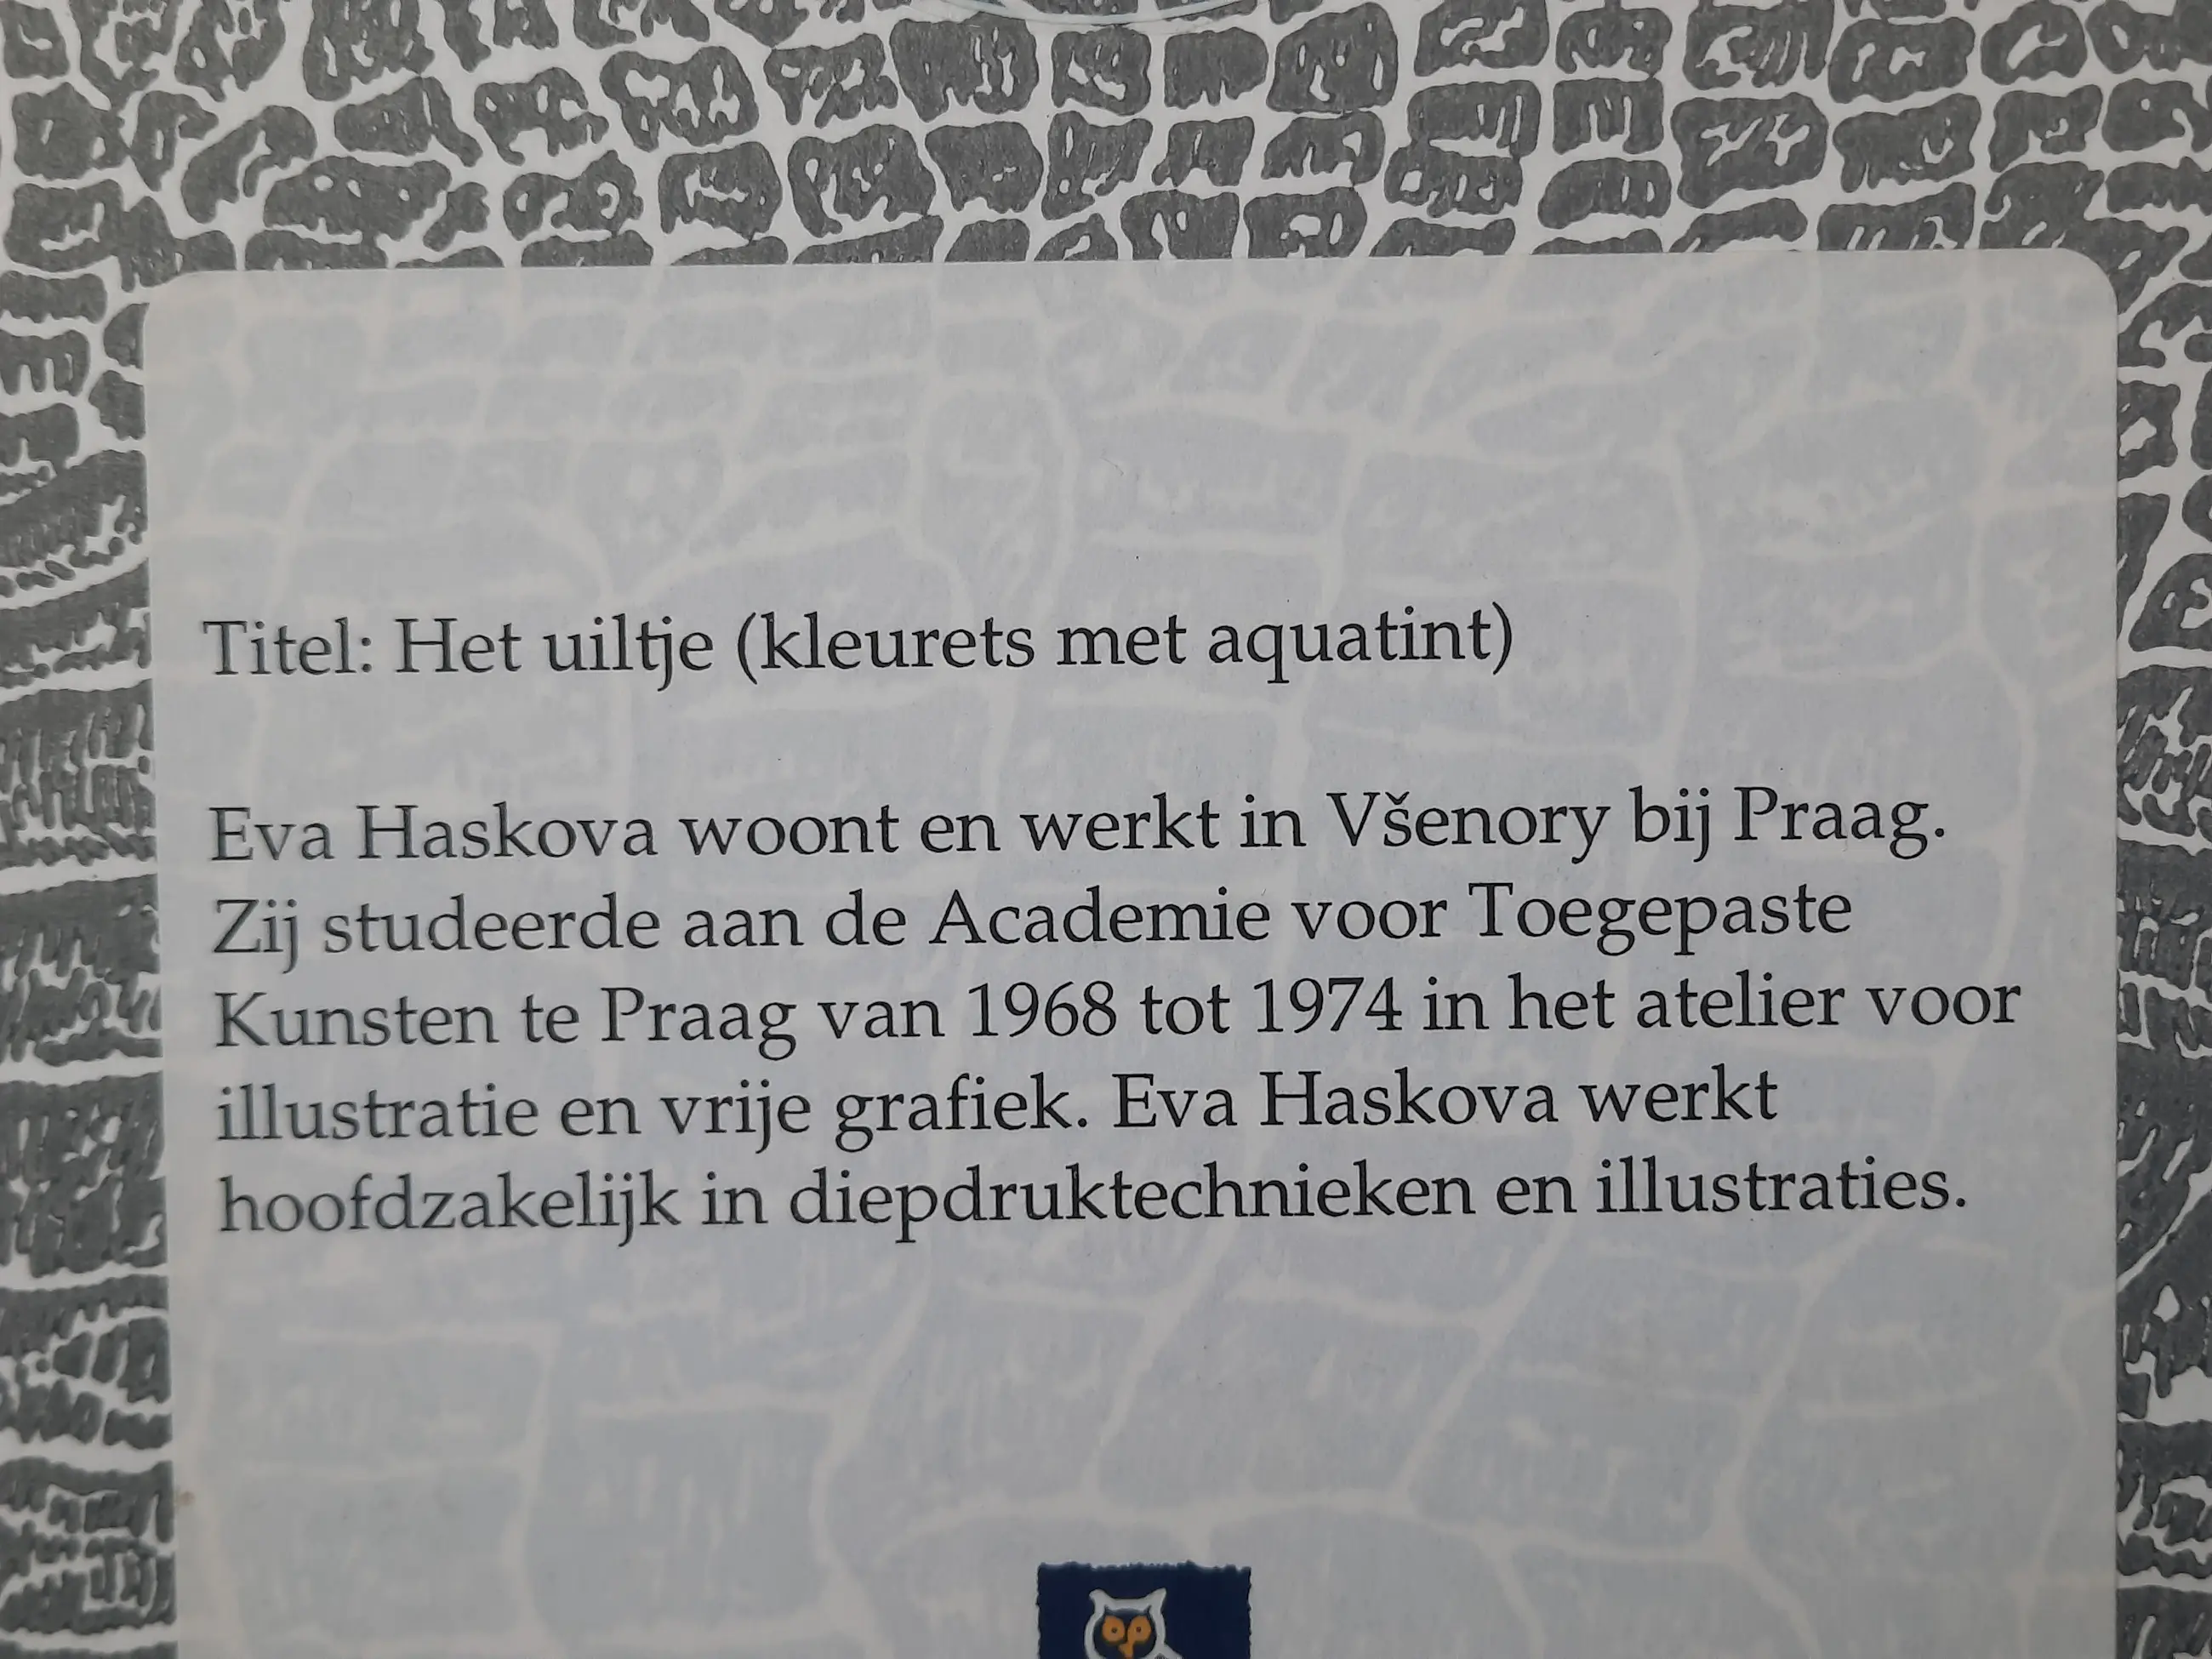 Titel: Het uiltje (kleurets met aquatint)
Eva Haskova woont en werkt in Všenory bij Praag.
Zij studeerde aan de Academie voor Toegepaste
Kunsten te Praag van 1968 tot 1974 in het atelier voor
illustratie en vrije grafiek. Eva Haskova werkt
hoofdzakelijk in diepdruktechnieken en illustraties.